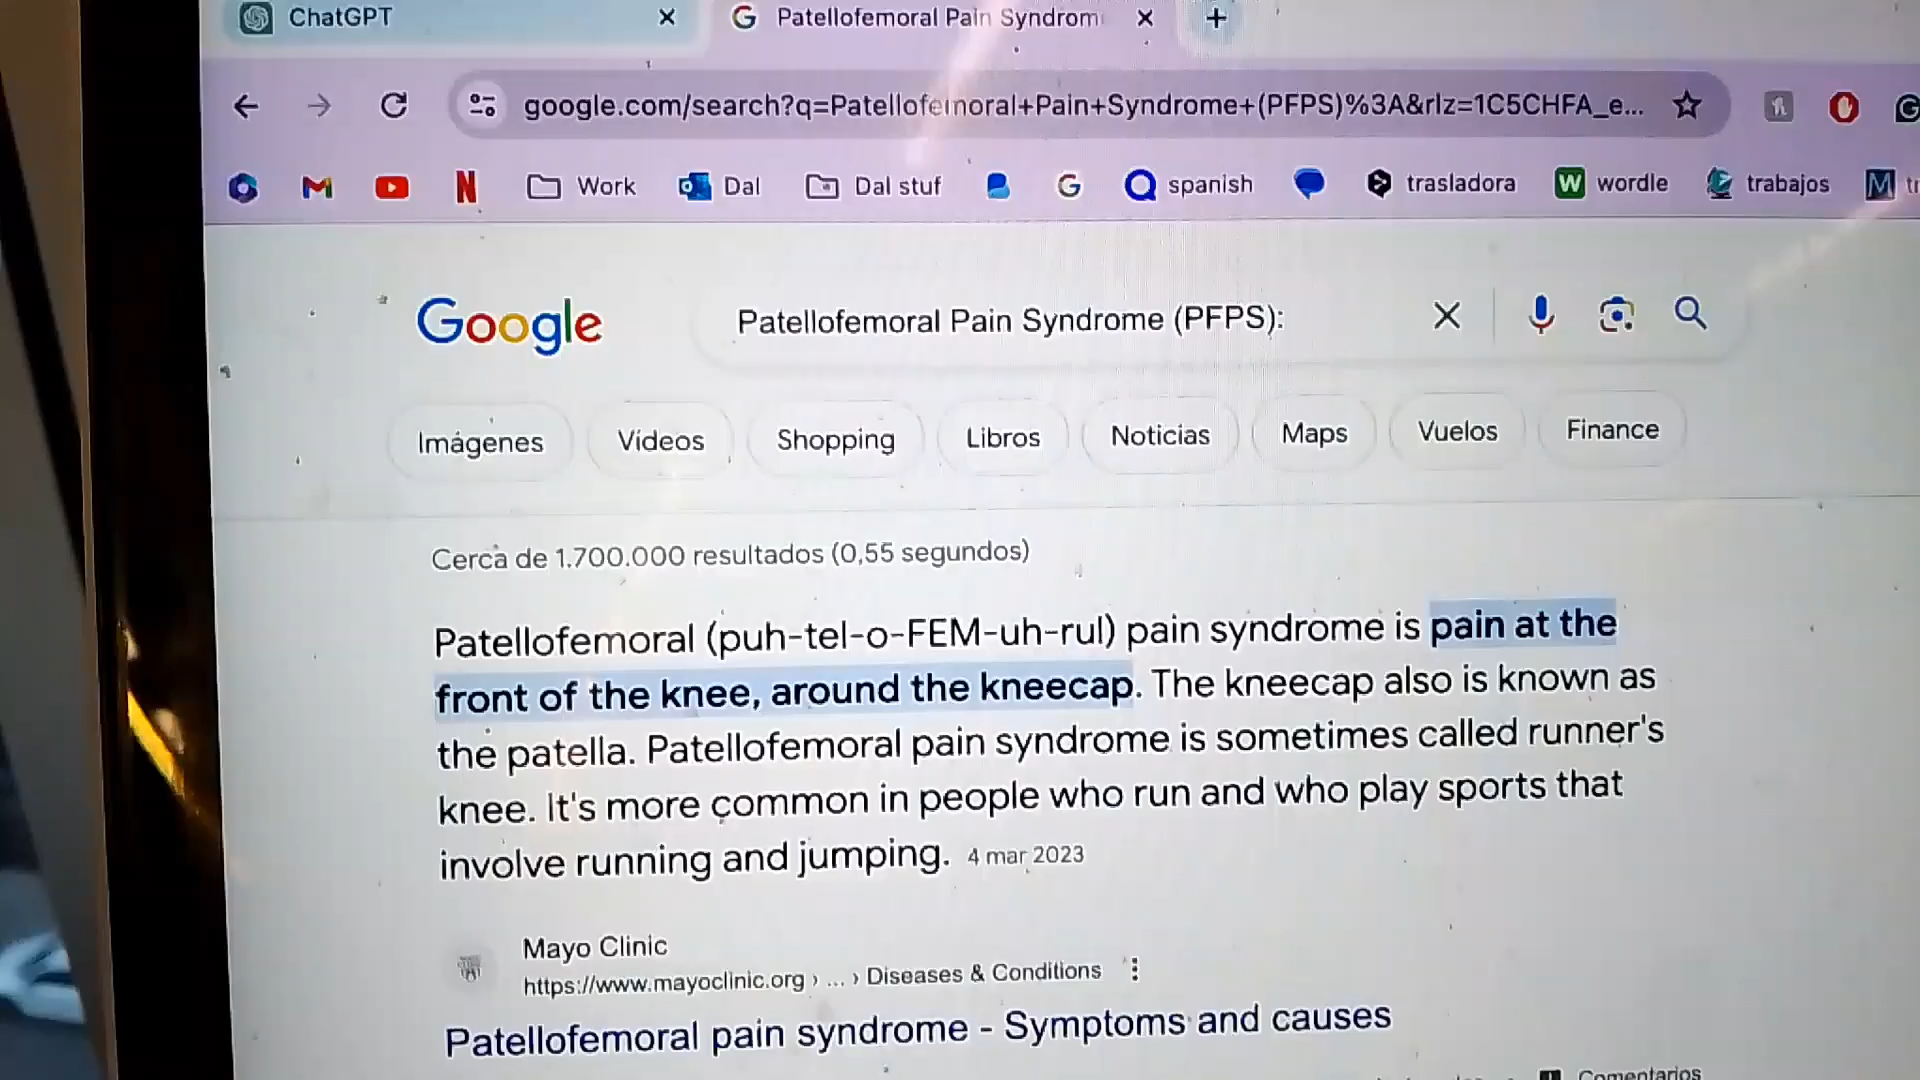 ChatGPT
Patellofemoral Pain Syndrom
google.com/search?q=Patellofemoral+Pain+Syndrome+(PFPS)%3A&rlz=1C5CHFA_e...
Work Dal Dal stuf spanish trasladora wordle trabajos
Google Patellofemoral Pain Syndrome (PFPS):
Imágenes Vídeos Shopping Libros Noticias Maps Vuelos Finance
Cerca de 1.700.000 resultados (0,55 segundos)
Patellofemoral (puh-tel-o-FEM-uh-rul) pain syndrome is pain at the
front of the knee, around the kneecap. The kneecap also is known as
the patella. Patellofemoral pain syndrome is sometimes called runner's
knee. It's more common in people who run and who play sports that
involve running and jumping. 4 mar 2023
Mayo Clinic
https://www.mayoclinic.org › ... › Diseases & Conditions
Patellofemoral pain syndrome - Symptoms and causes
Comentarios